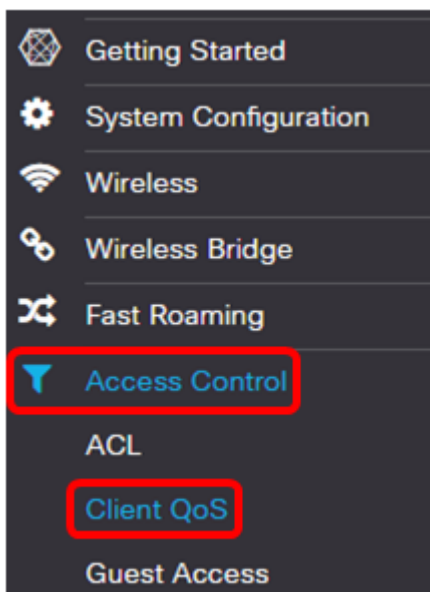 Getting Started
System Configuration
Wireless
Wireless Bridge
Fast Roaming
Access Control
ACL
Client QoS
Guest Access